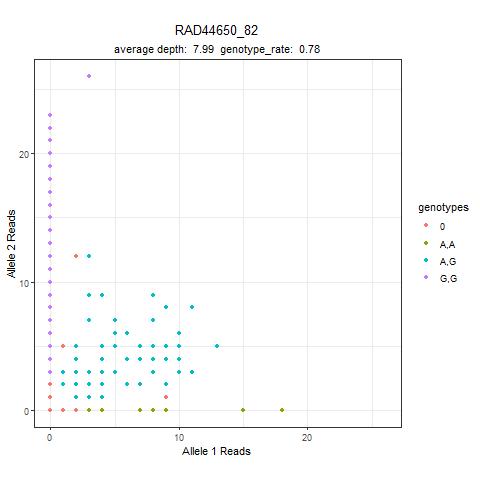 RAD44650_82
average depth: 7.99 genotype_rate: 0.78
Allele 2 Reads
20
10
0
0
10
20
Allele 1 Reads
genotypes
0
A,A
A,G
G,G